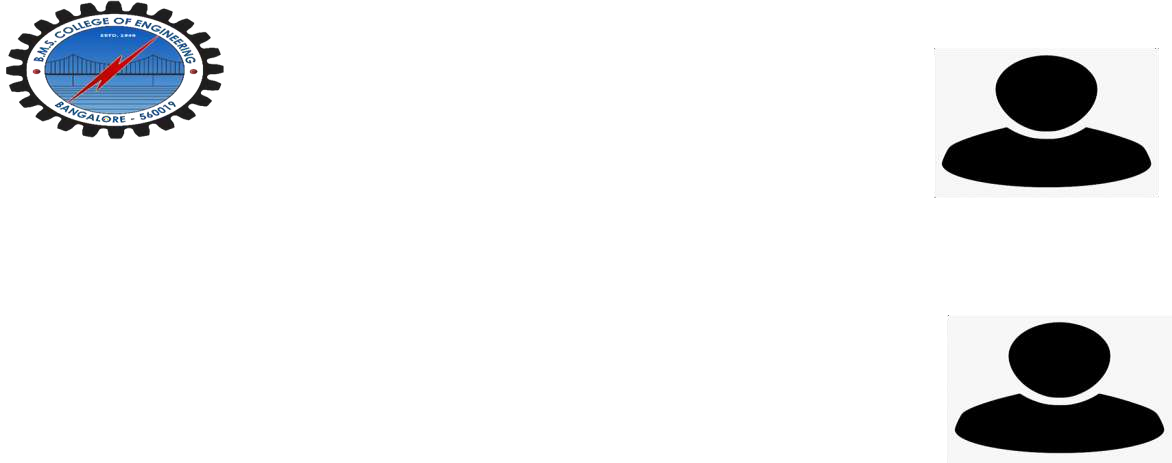 B.M.S. COLLEGE OF ENGINEERING
ESTD. 1946
BANGALORE - 560019